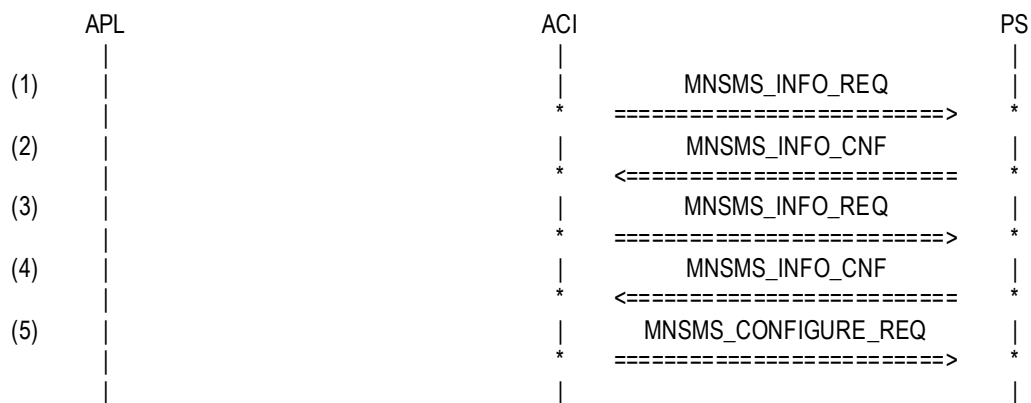 APL ACI PS
| | |
(1) | | MNSMS_INFO_REQ |
| * ==========================> *
(2) | | MNSMS_INFO_CNF |
| * <========================== *
(3) | | MNSMS_INFO_REQ |
| * ==========================> *
(4) | | MNSMS_INFO_CNF |
| * <========================== *
(5) | | MNSMS_CONFIGURE_REQ |
| * ==========================> *
| | |